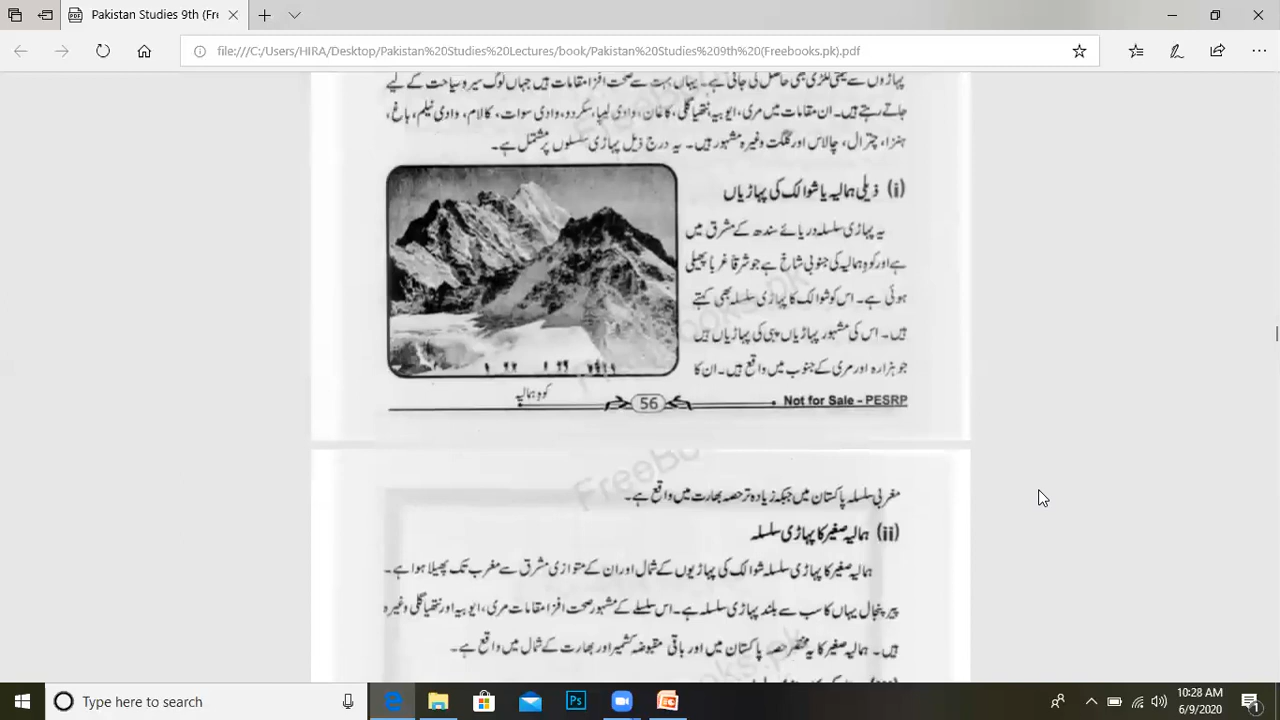 Pakistan Studies 9th (Fre
file:///C:/Users/HIRA/Desktop/Pakistan%20Studies%20Lectures/book/Pakistan%20Studies%209th%20(Freebooks.pk).pdf
پہاڑوں سے قیمتی لکڑی بھی حاصل کی جاتی ہے۔ یہاں بہت سے صحت افزا مقامات ہیں جہاں لوگ سیر و سیاحت کے لیے
جاتے رہتے ہیں۔ ان مقامات میں مری، ایوبیہ، نتھیا گلی، کاغان، وادی لیپا، سکردو، وادی سوات، کالام، وادی نیلم، باغ،
ہنزا، چترال، چالاس اور گلگت وغیرہ مشہور ہیں۔ یہ درج ذیل پہاڑی سلسلوں پر مشتمل ہے۔
(i) ذیلی ہمالیہ یا شوالک کی پہاڑیاں
یہ پہاڑی سلسلہ دریائے سندھ کے مشرق میں
ہے اور کوہ ہمالیہ کی جنوبی شاخ ہے جو شرقاً غرباً پھیلی
ہوئی ہے۔ اس کو شوالک کا پہاڑی سلسلہ بھی کہتے
ہیں۔ اس کی مشہور پہاڑیاں پبی کی پہاڑیاں ہیں
جو ہزارہ اور مری کے جنوب میں واقع ہیں۔ ان کا
کوہ ہمالیہ
56
Not for Sale - PESRP
مغربی سلسلہ پاکستان میں جبکہ زیادہ تر حصہ بھارت میں واقع ہے۔
(ii) ہمالیہ صغیر کا پہاڑی سلسلہ
ہمالیہ صغیر کا پہاڑی سلسلہ شوالک کی پہاڑیوں کے شمال اور ان کے متوازی مشرق سے مغرب تک پھیلا ہوا ہے۔
پیر پنجال یہاں کا سب سے بلند پہاڑی سلسلہ ہے۔ اس سلسلے کے مشہور صحت افزا مقامات مری، ایوبیہ اور نتھیا گلی وغیرہ
ہیں۔ ہمالیہ صغیر کا یہ مختصر حصہ پاکستان میں اور باقی مقبوضہ کشمیر اور بھارت کے شمال میں واقع ہے۔
Type here to search
10:28 AM
6/9/2020